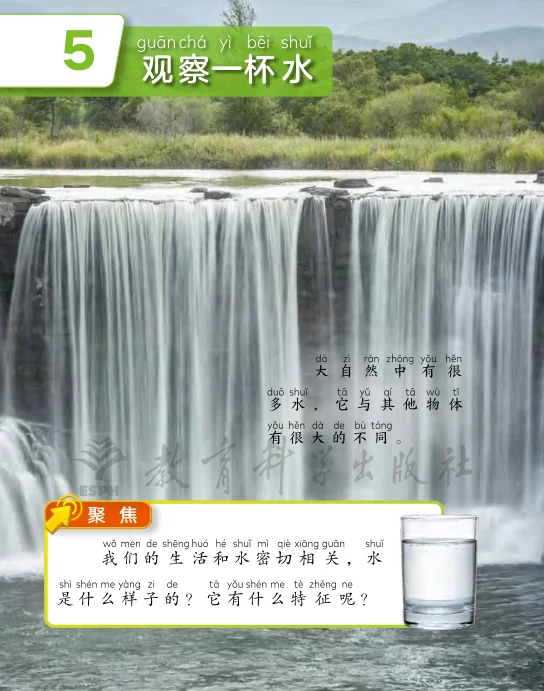 5
guān chá yì bēi shuǐ
观察一杯水
dà zì rán zhōng yǒu hěn
大自然中有很
duō shuǐ tā yǔ qí tā wù tǐ
多水，它与其他物体
yǒu hěn dà de bù tóng
有很大的不同。
ESPH
教育科学出版社
聚焦
wǒ men de shēng huó hé shuǐ mì qiè xiāng guān shuǐ
我们的生活和水密切相关，水
shì shén me yàng zi de tā yǒu shén me tè zhēng ne
是什么样子的？它有什么特征呢？